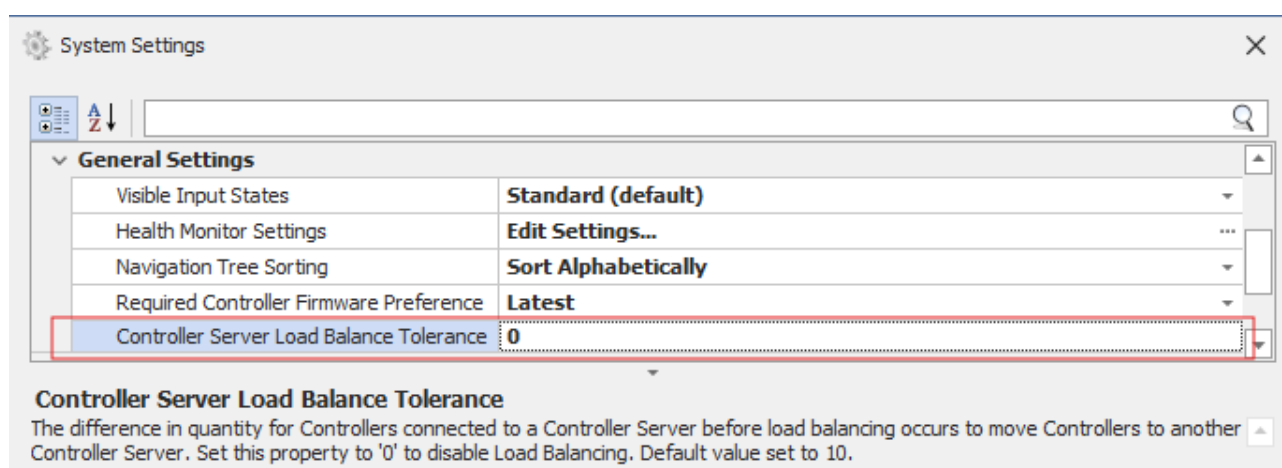 System Settings
General Settings
Visible Input States Standard (default)
Health Monitor Settings Edit Settings...
Navigation Tree Sorting Sort Alphabetically
Required Controller Firmware Preference Latest
Controller Server Load Balance Tolerance 0
Controller Server Load Balance Tolerance
The difference in quantity for Controllers connected to a Controller Server before load balancing occurs to move Controllers to another
Controller Server. Set this property to '0' to disable Load Balancing. Default value set to 10.